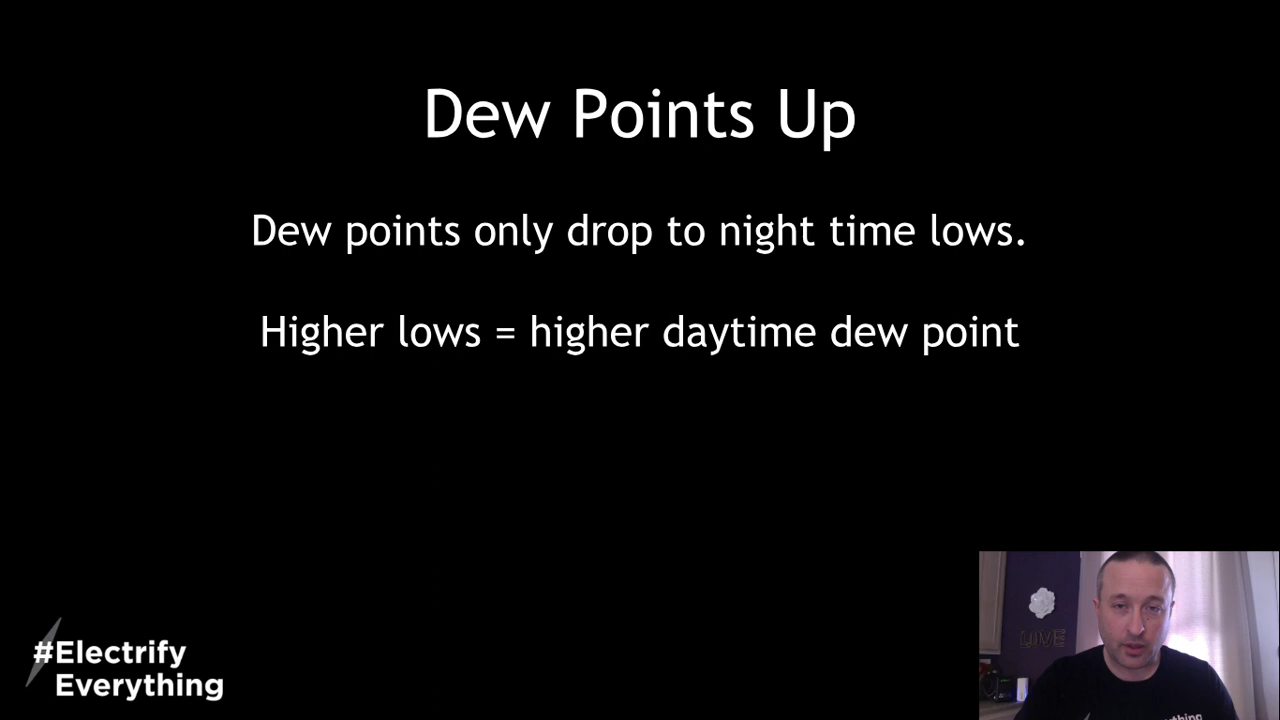 Dew Points Up
Dew points only drop to night time lows.
Higher lows = higher daytime dew point
#Electrify
Everything
LOVE